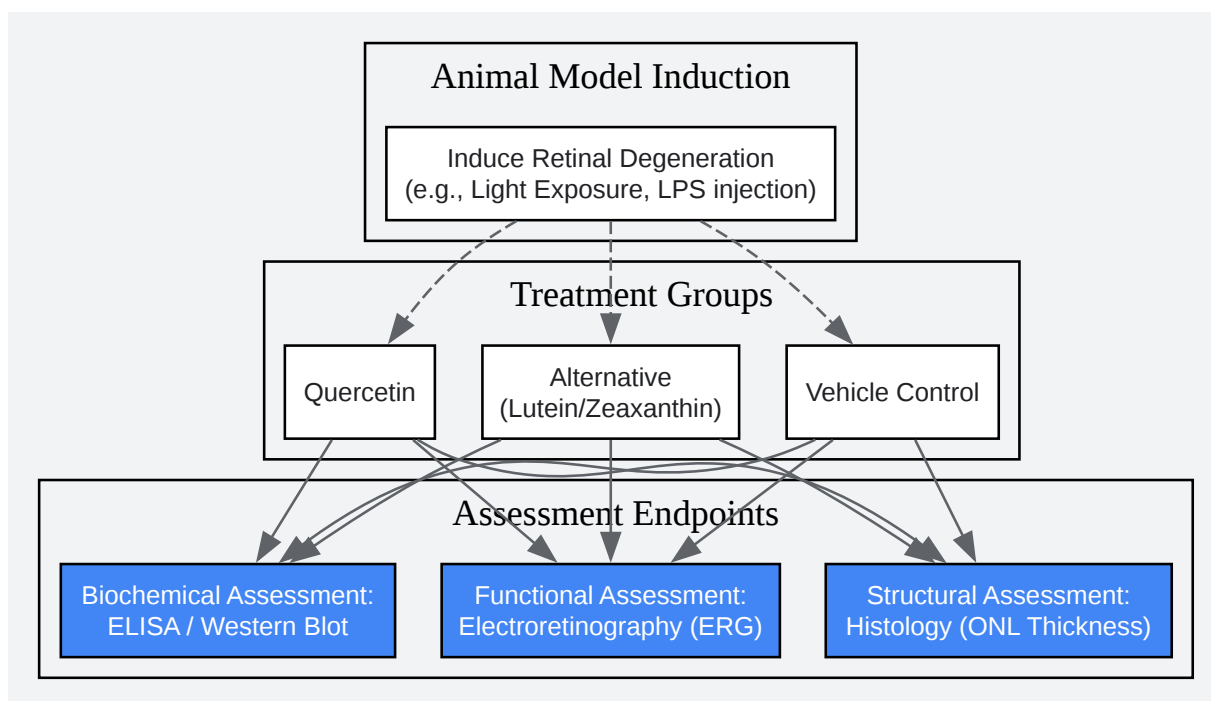 Animal Model Induction
Induce Retinal Degeneration
(e.g., Light Exposure, LPS injection)
Treatment Groups
Quercetin
Alternative
(Lutein/Zeaxanthin)
Vehicle Control
Assessment Endpoints
Biochemical Assessment:
ELISA / Western Blot
Functional Assessment:
Electroretinography (ERG)
Structural Assessment:
Histology (ONL Thickness)